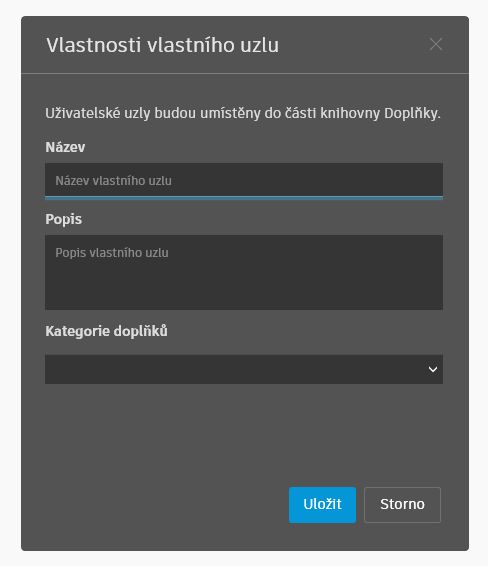 Vlastnosti vlastního uzlu
Uživatelské uzly budou umístěny do části knihovny Doplňky.
Název
Název vlastního uzlu
Popis
Popis vlastního uzlu
Kategorie doplňků
Uložit
Storno